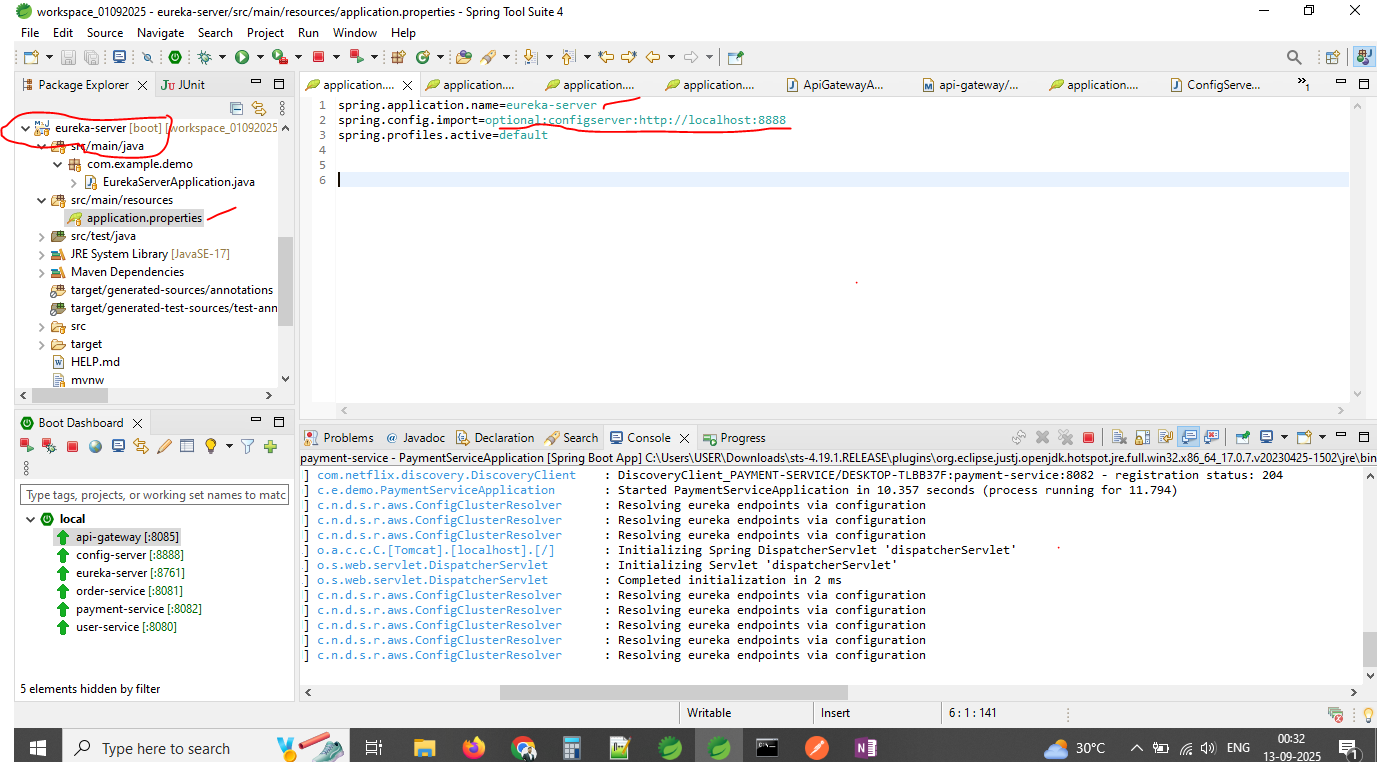 workspace_01092025 - eureka-server/src/main/resources/application.properties - Spring Tool Suite 4
File Edit Source Navigate Search Project Run Window Help
Package Explorer JUnit
application.... application.... application.... application.... ApiGatewayA... api-gateway/... application.... ConfigServe... »1
eureka-server [boot] [workspace_01092025
src/main/java
com.example.demo
EurekaServerApplication.java
src/main/resources
application.properties
src/test/java
JRE System Library [JavaSE-17]
Maven Dependencies
target/generated-sources/annotations
target/generated-test-sources/test-ann
src
target
HELP.md
mvnw
1 spring.application.name=eureka-server
2 spring.config.import=optional:configserver:http://localhost:8888
3 spring.profiles.active=default
4
5
6
Boot Dashboard
Type tags, projects, or working set names to matc
local
api-gateway [:8085]
config-server [:8888]
eureka-server [:8761]
order-service [:8081]
payment-service [:8082]
user-service [:8080]
5 elements hidden by filter
Problems @ Javadoc Declaration Search Console Progress
payment-service - PaymentServiceApplication [Spring Boot App] C:\Users\USER\Downloads\sts-4.19.1.RELEASE\plugins\org.eclipse.justj.openjdk.hotspot.jre.full.win32.x86_64_17.0.7.v20230425-1502\jre\bin
] com.netflix.discovery.DiscoveryClient : DiscoveryClient_PAYMENT-SERVICE/DESKTOP-TLBB37F:payment-service:8082 - registration status: 204
] c.e.demo.PaymentServiceApplication : Started PaymentServiceApplication in 10.357 seconds (process running for 11.794)
] c.n.d.s.r.aws.ConfigClusterResolver : Resolving eureka endpoints via configuration
] c.n.d.s.r.aws.ConfigClusterResolver : Resolving eureka endpoints via configuration
] c.n.d.s.r.aws.ConfigClusterResolver : Resolving eureka endpoints via configuration
] o.a.c.c.C.[Tomcat].[localhost].[/] : Initializing Spring DispatcherServlet 'dispatcherServlet'
] o.s.web.servlet.DispatcherServlet : Initializing Servlet 'dispatcherServlet'
] o.s.web.servlet.DispatcherServlet : Completed initialization in 2 ms
] c.n.d.s.r.aws.ConfigClusterResolver : Resolving eureka endpoints via configuration
] c.n.d.s.r.aws.ConfigClusterResolver : Resolving eureka endpoints via configuration
] c.n.d.s.r.aws.ConfigClusterResolver : Resolving eureka endpoints via configuration
] c.n.d.s.r.aws.ConfigClusterResolver : Resolving eureka endpoints via configuration
] c.n.d.s.r.aws.ConfigClusterResolver : Resolving eureka endpoints via configuration
Writable Insert 6 : 1 : 141
Type here to search
30°C ENG
00:32
13-09-2025
1